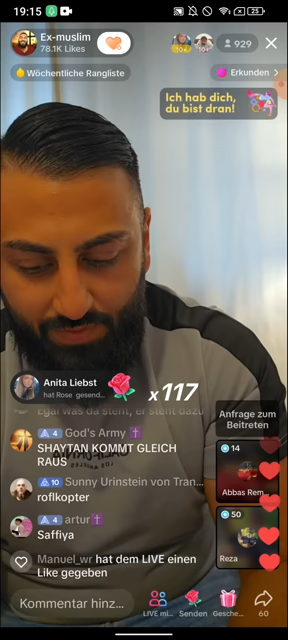 19:15
25
Ex-muslim
78.1K Likes
10+
10+
929
Wöchentliche Rangliste
Erkunden >
Ich hab dich,
du bist dran!
Anita Liebst
hat Rose gesend...
x117
Egal was da steht, er steht dazu
4 God's Army ✝️
SHAYTAN KOMMT GLEICH
RAUS
10 Sunny Urinstein von Tran...
roflkopter
4 artur✝️
Saffiya
Manuel_wr hat dem LIVE einen
Like gegeben
Anfrage zum
Beitreten
14
Abbas Rem...
50
Reza
Kommentar hinz...
LIVE mi...
Senden
Gesche...
60